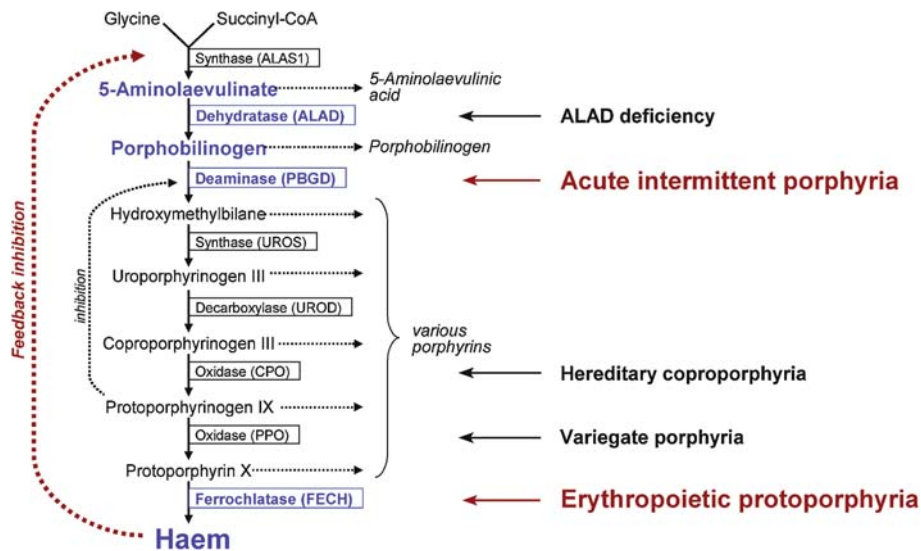 Glycine Succinyl-CoA
Synthase (ALAS1)
5-Aminolaevulinate
5-Aminolaevulinic
acid
Dehydratase (ALAD)
ALAD deficiency
Porphobilinogen
Porphobilinogen
Deaminase (PBGD)
Acute intermittent porphyria
Hydroxymethylbilane
Synthase (UROS)
Uroporphyrinogen III
Decarboxylase (UROD)
Coproporphyrinogen III
various
porphyrins
Oxidase (CPO)
Hereditary coproporphyria
Protoporphyrinogen IX
Oxidase (PPO)
Variegate porphyria
Protoporphyrin X
Ferrochlatase (FECH)
Erythropoietic protoporphyria
Haem
Feedback inhibition
inhibition